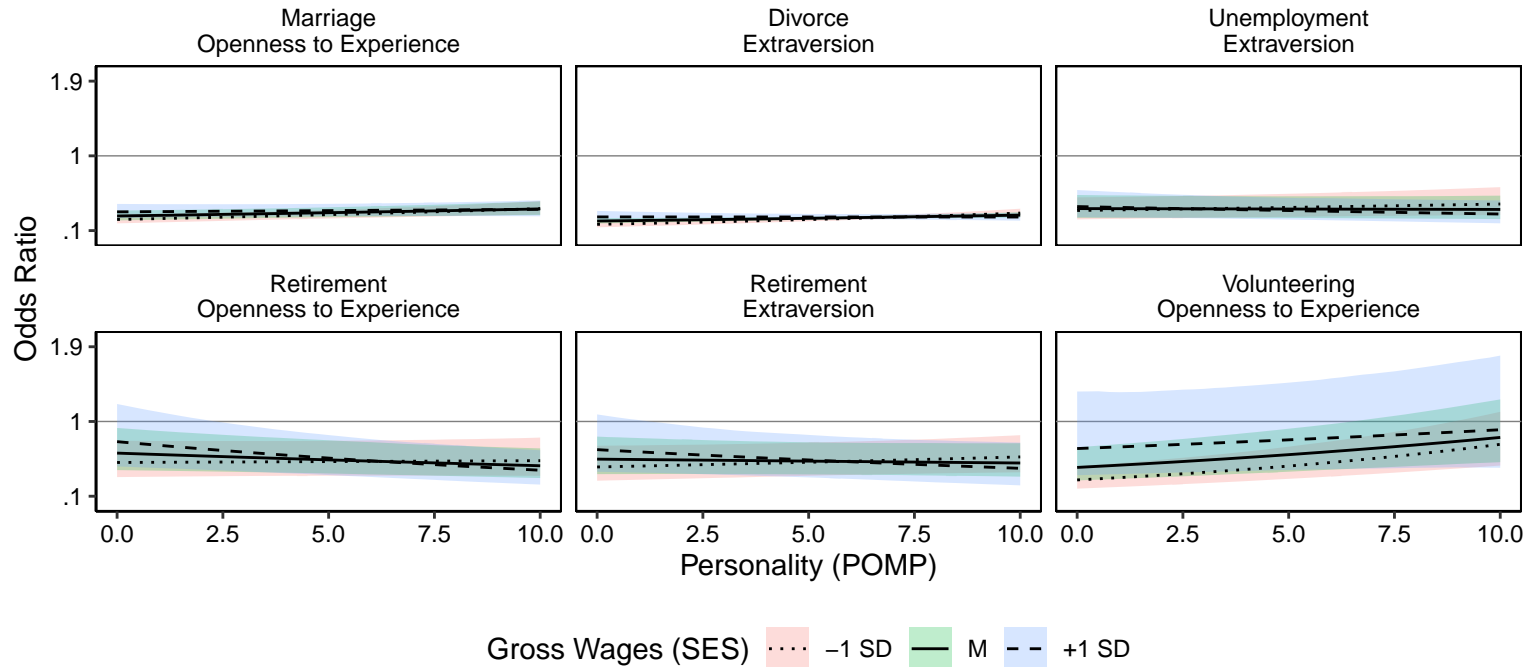 Marriage
Openness to Experience
Divorce
Extraversion
Unemployment
Extraversion
1.9
1
.1
Retirement
Openness to Experience
Retirement
Extraversion
Volunteering
Openness to Experience
1.9
1
.1
Odds Ratio
0.0 2.5 5.0 7.5 10.0
0.0 2.5 5.0 7.5 10.0
0.0 2.5 5.0 7.5 10.0
Personality (POMP)
Gross Wages (SES) −1 SD M +1 SD